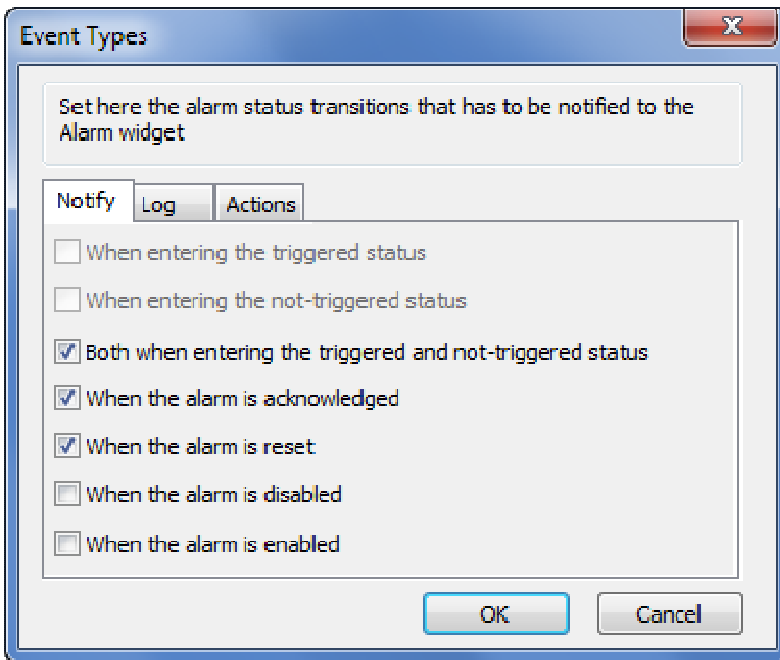 Event Types
X
Set here the alarm status transitions that has to be notified to the
Alarm widget
Notify Log Actions
When entering the triggered status
When entering the not-triggered status
Both when entering the triggered and not-triggered status
When the alarm is acknowledged
When the alarm is reset
When the alarm is disabled
When the alarm is enabled
OK Cancel